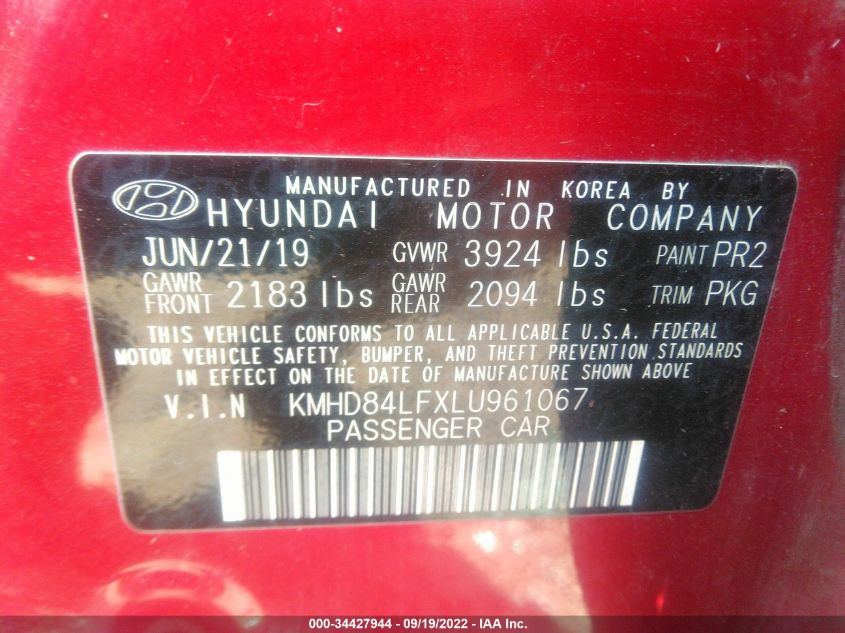 MANUFACTURED IN KOREA BY
HYUNDAI MOTOR COMPANY
JUN/21/19 GVWR 3924 lbs PAINT PR2
GAWR FRONT 2183 lbs GAWR REAR 2094 lbs TRIM PKG
THIS VEHICLE CONFORMS TO ALL APPLICABLE U.S.A. FEDERAL
MOTOR VEHICLE SAFETY, BUMPER, AND THEFT PREVENTION STANDARDS
IN EFFECT ON THE DATE OF MANUFACTURE SHOWN ABOVE
V.I.N KMHD84LFXLU961067
PASSENGER CAR
000-34427944 - 09/19/2022 - IAA Inc.